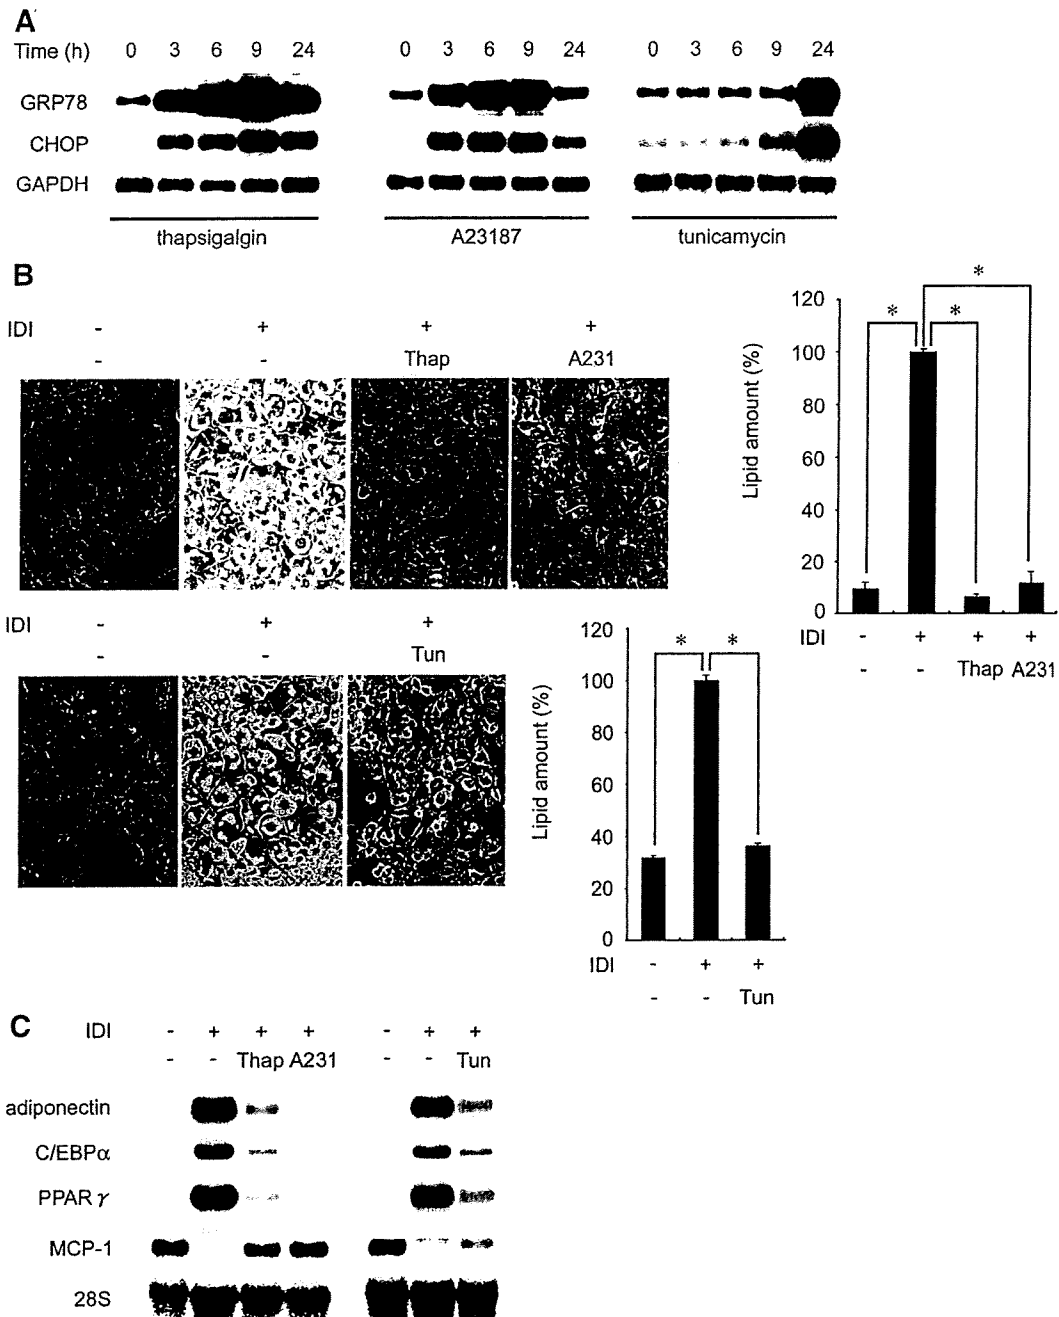 A
Time (h) 0 3 6 9 24 0 3 6 9 24 0 3 6 9 24
GRP78
CHOP
GAPDH
thapsigalgin A23187 tunicamycin
B
IDI - + + +
- - Thap A231
Lipid amount (%)
120
100
80
60
40
20
0
IDI - + + +
- - Thap A231
* * *
IDI - + +
- - Tun
Lipid amount (%)
120
100
80
60
40
20
0
IDI - + +
- - Tun
* *
C
IDI - + + + - + +
- - Thap A231 - - Tun
adiponectin
C/EBPα
PPAR γ
MCP-1
28S